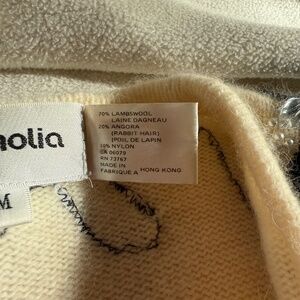 nolia
M
70% LAMBSWOOL
LAINE DAGNEAU
20% ANGORA
(RABBIT HAIR)
(POIL DE LAPIN
10% NYLON
CA 06079
RN 73767
MADE IN
FABRIQUE A HONG KONG